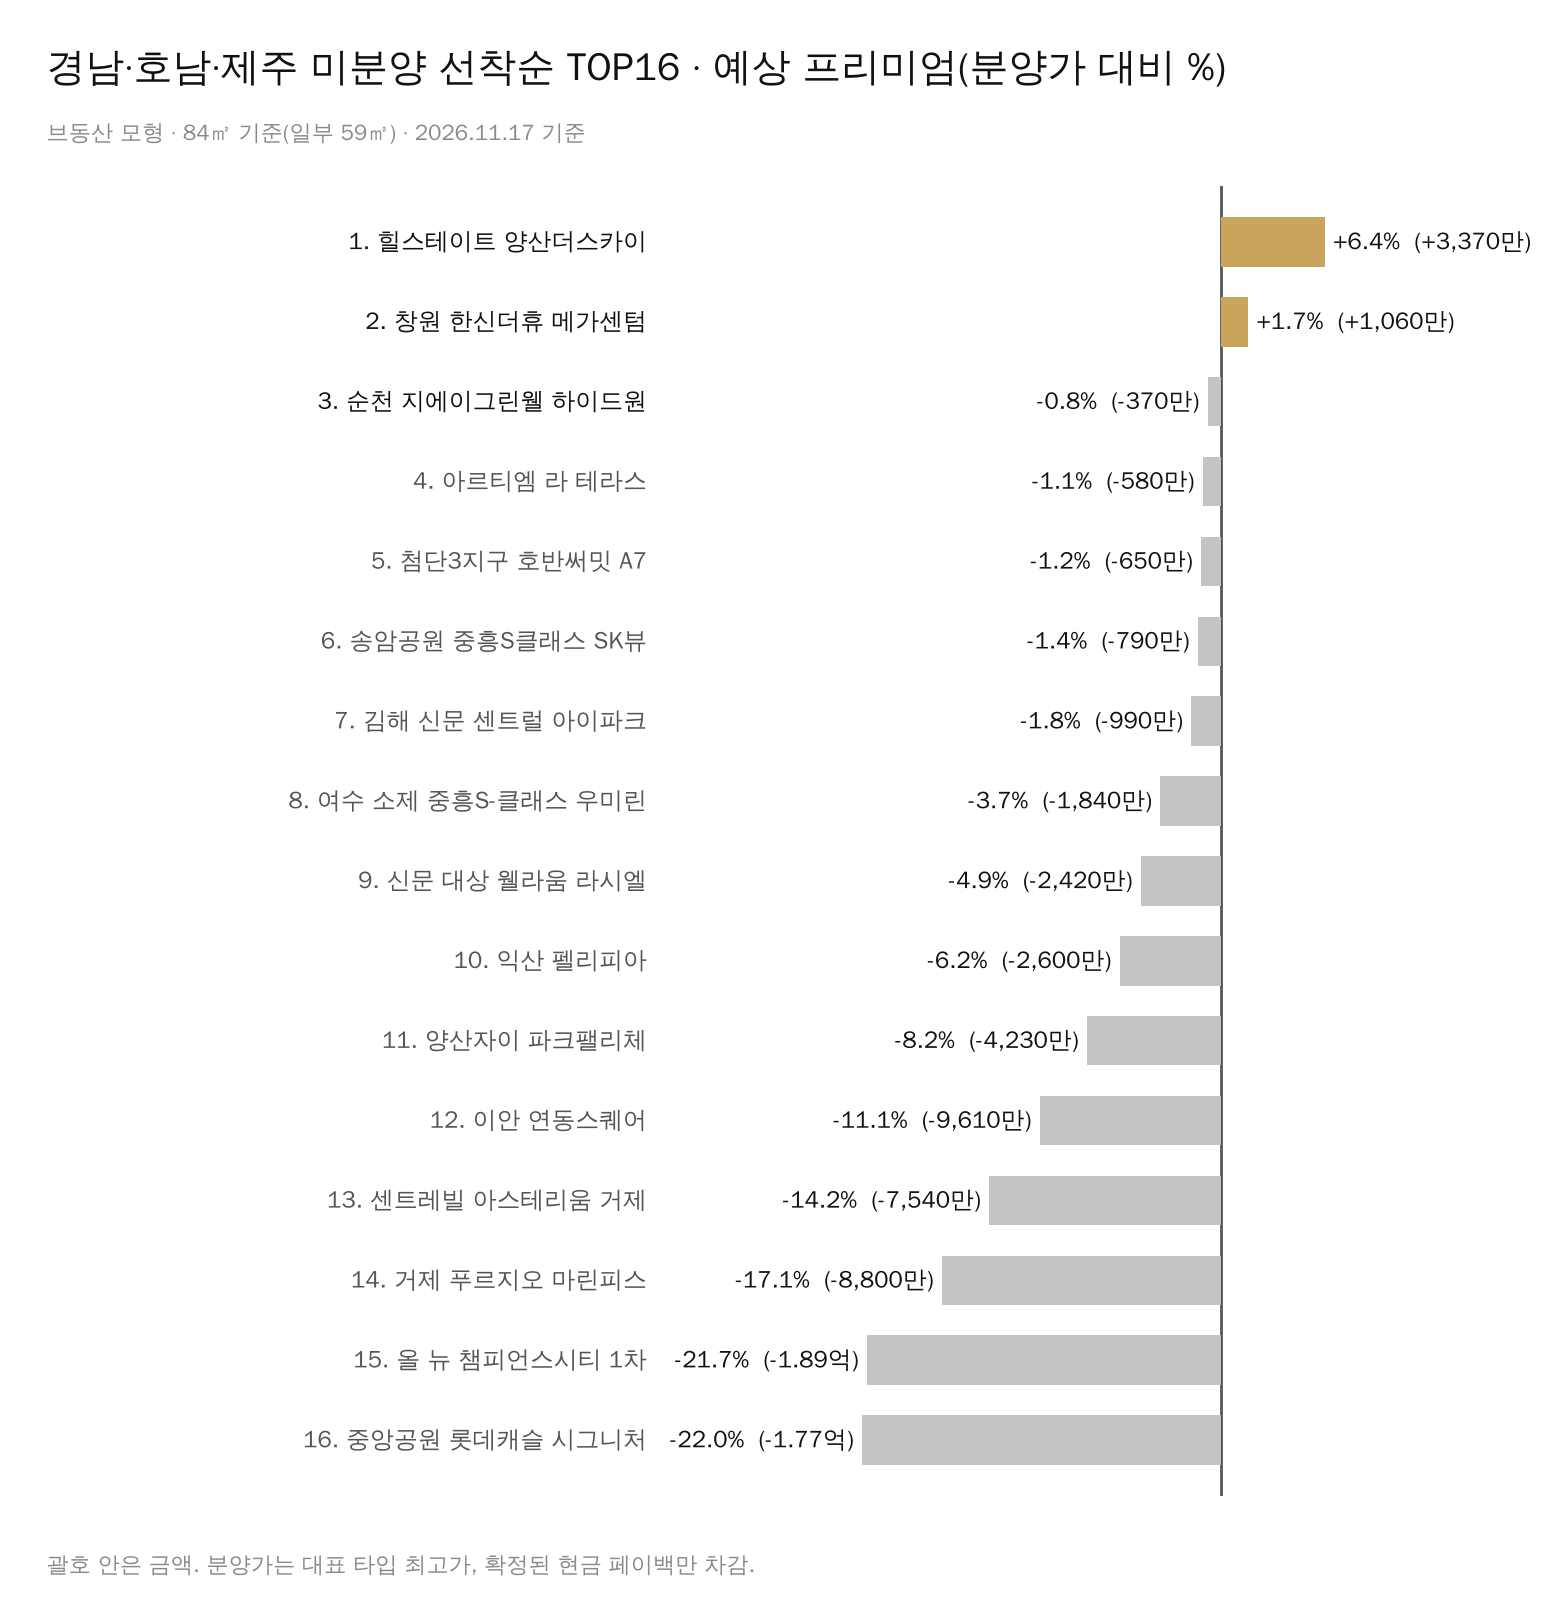 경남·호남·제주 미분양 선착순 TOP16 · 예상 프리미엄(분양가 대비 %)
브동산 모형 · 84㎡ 기준(일부 59㎡) · 2026.11.17 기준
1. 힐스테이트 양산더스카이 +6.4% (+3,370만)
2. 창원 한신더휴 메가센텀 +1.7% (+1,060만)
3. 순천 지에이그린웰 하이드원 -0.8% (-370만)
4. 아르티엠 라 테라스 -1.1% (-580만)
5. 첨단3지구 호반써밋 A7 -1.2% (-650만)
6. 송암공원 중흥S클래스 SK뷰 -1.4% (-790만)
7. 김해 신문 센트럴 아이파크 -1.8% (-990만)
8. 여수 소제 중흥S-클래스 우미린 -3.7% (-1,840만)
9. 신문 대상 웰라움 라시엘 -4.9% (-2,420만)
10. 익산 펠리피아 -6.2% (-2,600만)
11. 양산자이 파크팰리체 -8.2% (-4,230만)
12. 이안 연동스퀘어 -11.1% (-9,610만)
13. 센트레빌 아스테리움 거제 -14.2% (-7,540만)
14. 거제 푸르지오 마린피스 -17.1% (-8,800만)
15. 올 뉴 챔피언스시티 1차 -21.7% (-1.89억)
16. 중앙공원 롯데캐슬 시그니처 -22.0% (-1.77억)
괄호 안은 금액. 분양가는 대표 타입 최고가, 확정된 현금 페이백만 차감.